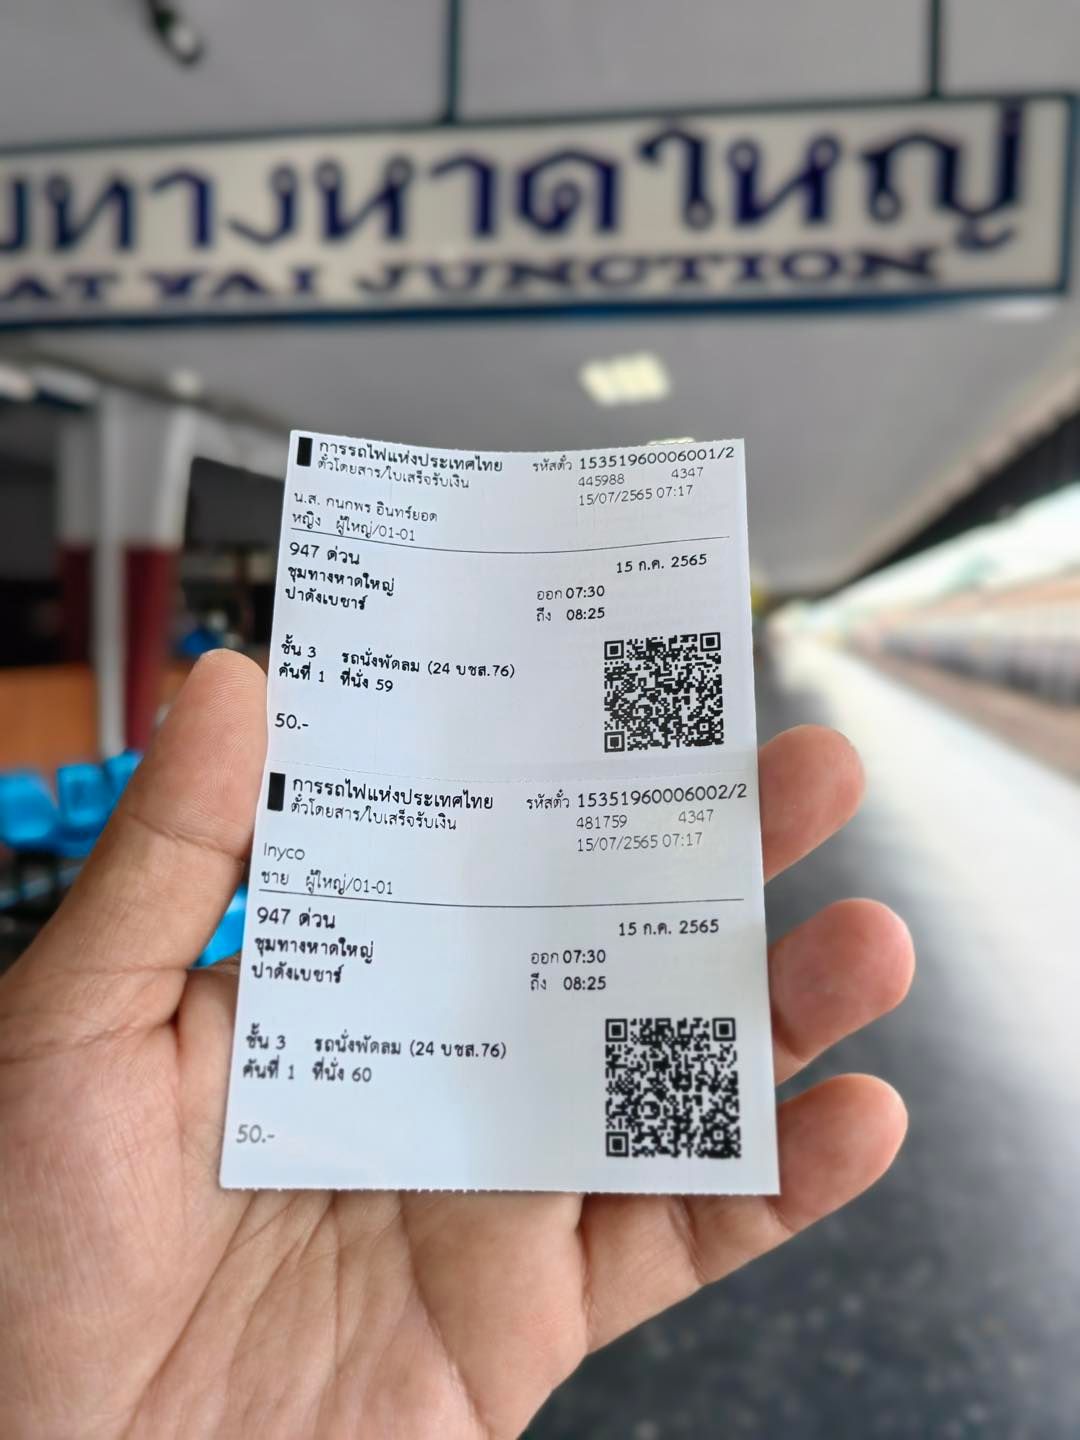 ทางหาดใหญ่
AT YAI JUNCTION
การรถไฟแห่งประเทศไทย
ตั๋วโดยสาร/ใบเสร็จรับเงิน
รหัสตั๋ว 15351960006001/2
445988 4347
15/07/2565 07:17
น.ส. กนกพร อินทร์ยอด
หญิง ผู้ใหญ่/01-01
947 ด่วน
15 ก.ค. 2565
ชุมทางหาดใหญ่
ออก 07:30
ปาดังเบซาร์
ถึง 08:25
ชั้น 3 รถนั่งพัดลม (24 บชส.76)
คันที่ 1 ที่นั่ง 59
50.-
การรถไฟแห่งประเทศไทย
ตั๋วโดยสาร/ใบเสร็จรับเงิน
รหัสตั๋ว 15351960006002/2
481759 4347
15/07/2565 07:17
Inyco
ชาย ผู้ใหญ่/01-01
947 ด่วน
15 ก.ค. 2565
ชุมทางหาดใหญ่
ออก 07:30
ปาดังเบซาร์
ถึง 08:25
ชั้น 3 รถนั่งพัดลม (24 บชส.76)
คันที่ 1 ที่นั่ง 60
50.-